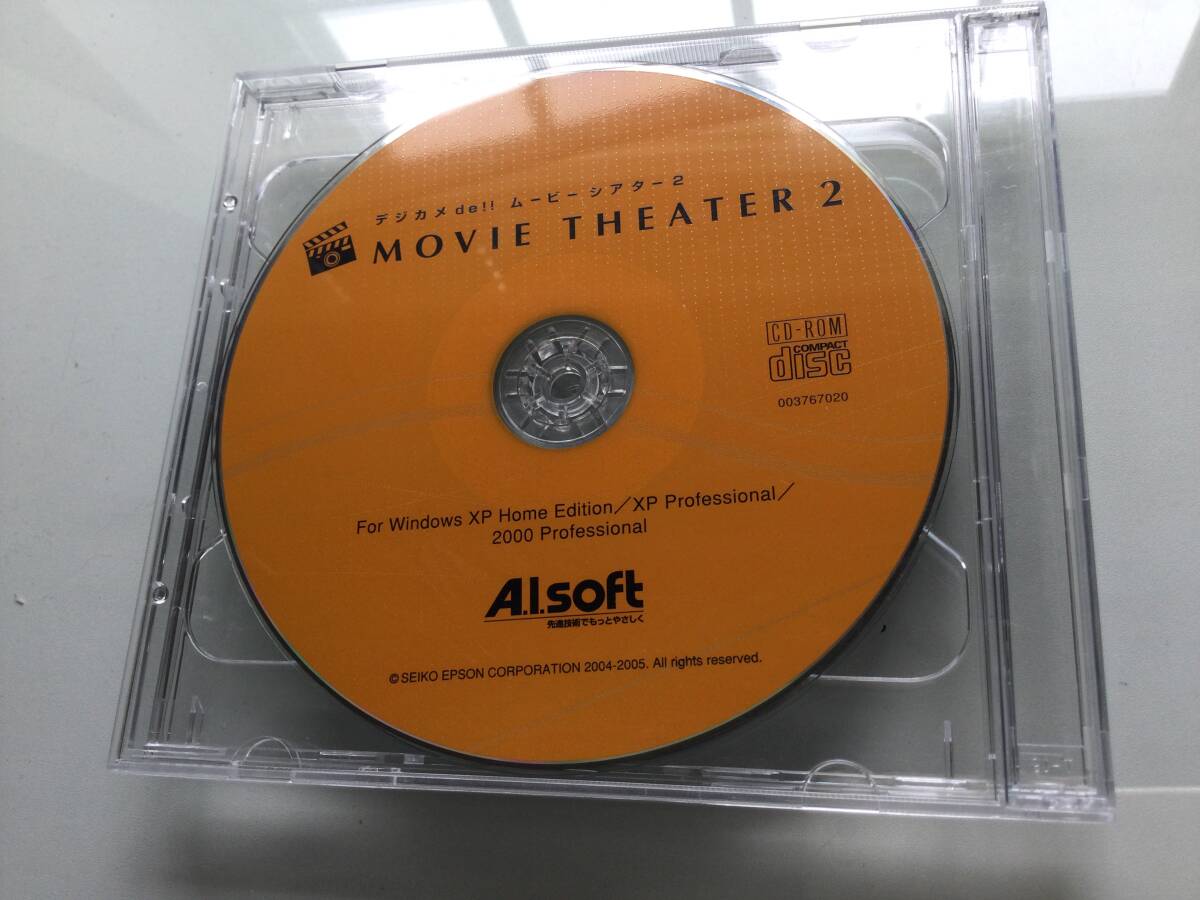 デジカメde!! ムービーシアター2
MOVIE THEATER 2
CD-ROM
COMPACT
disc
003767020
For Windows XP Home Edition／XP Professional／
2000 Professional
A.I.soft
先進技術でもっとやさしく
©SEIKO EPSON CORPORATION 2004-2005. All rights reserved.